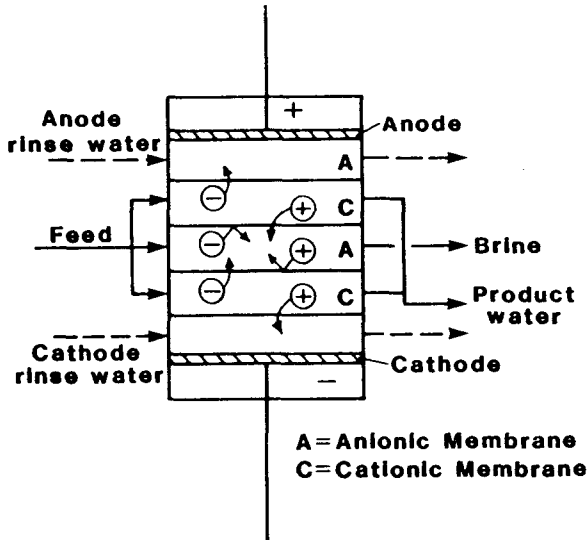 +
Anode
rinse water
Anode
A
−
+
C
Feed
−
+
A
Brine
−
+
C
Product
water
Cathode
rinse water
−
Cathode
A=Anionic Membrane
C=Cationic Membrane